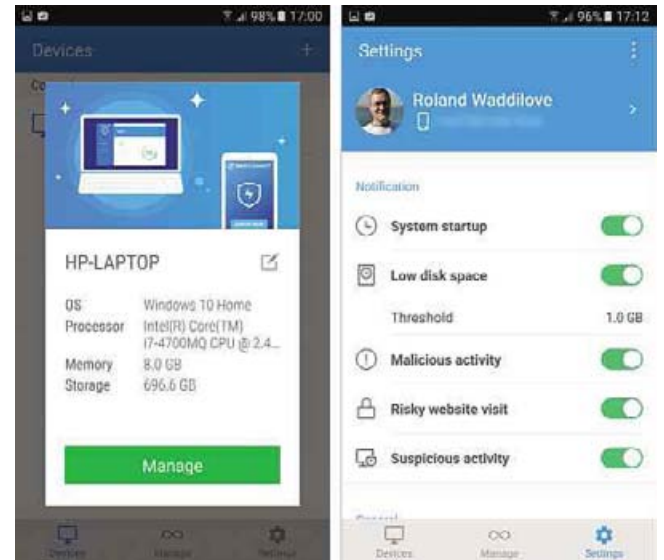 98% 17:00
Devices +
HP-LAPTOP
OS Windows 10 Home
Processor Intel(R) Core(TM)
i7-4700MQ CPU @ 2.4...
Memory 8.0 GB
Storage 696.6 GB
Manage
Devices Manage Settings
96% 17:12
Settings
Roland Waddilove
Notification
System startup
Low disk space
Threshold 1.0 GB
Malicious activity
Risky website visit
Suspicious activity
General
Devices Manage Settings